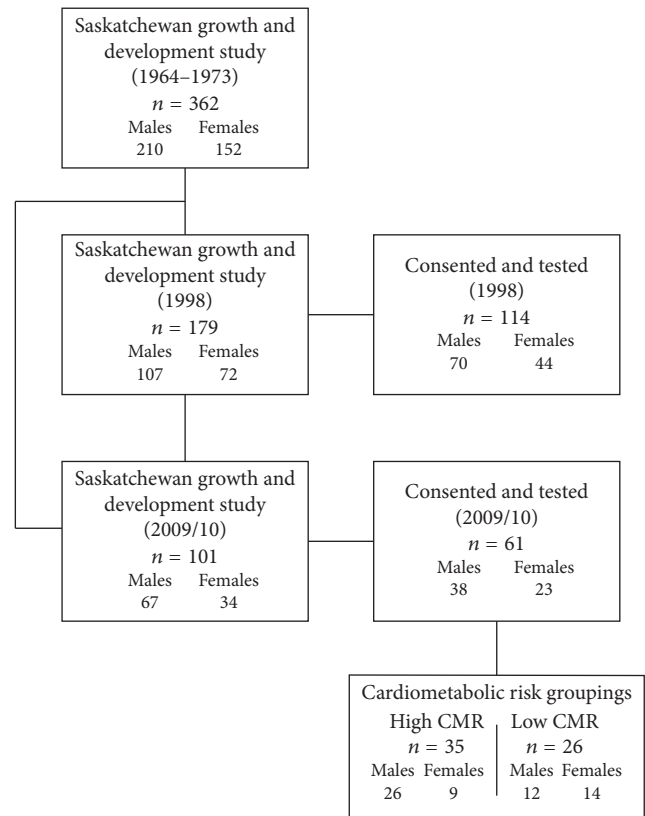 Saskatchewan growth and
development study
(1964–1973)
n = 362
Males Females
210 152
Saskatchewan growth and
development study
(1998)
n = 179
Males Females
107 72
Consented and tested
(1998)
n = 114
Males Females
70 44
Saskatchewan growth and
development study
(2009/10)
n = 101
Males Females
67 34
Consented and tested
(2009/10)
n = 61
Males Females
38 23
Cardiometabolic risk groupings
High CMR Low CMR
n = 35 n = 26
Males Females Males Females
26 9 12 14